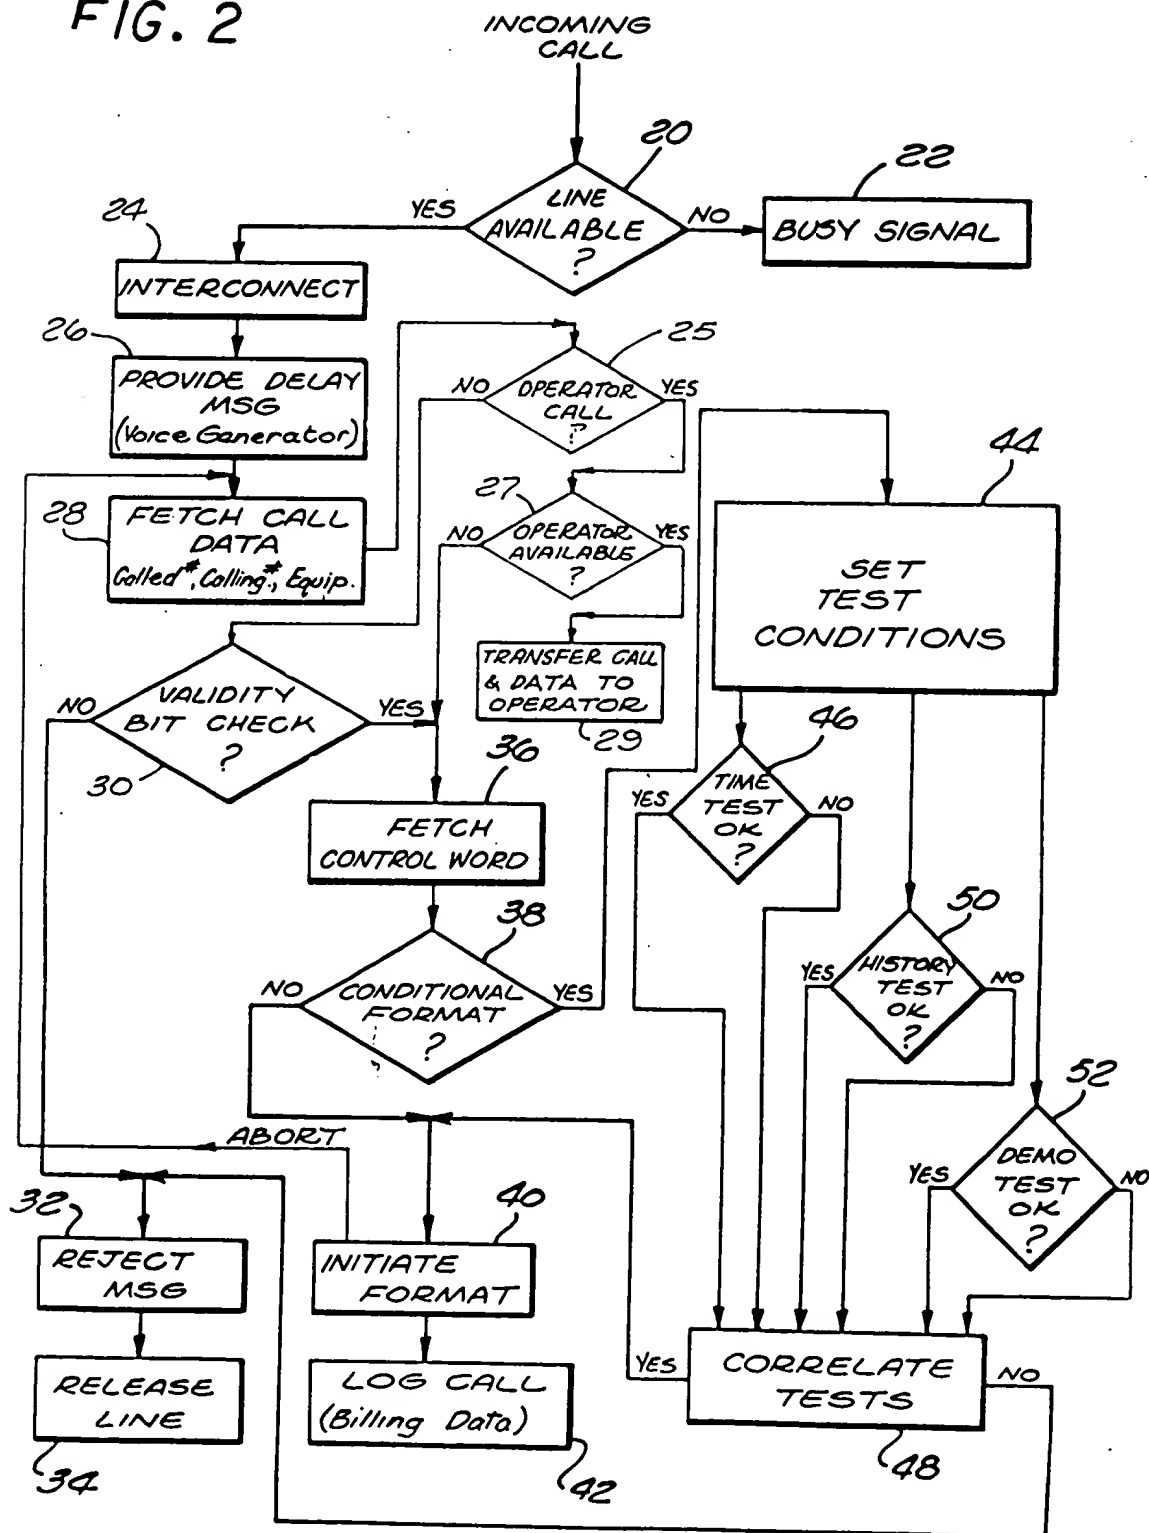 FIG. 2
INCOMING
CALL
20
LINE
AVAILABLE
?
YES
NO
22
BUSY SIGNAL
24
INTERCONNECT
26
PROVIDE DELAY
MSG
(Voice Generator)
25
OPERATOR
CALL
?
NO
YES
28
FETCH CALL
DATA
Called#, Calling#, Equip.
27
OPERATOR
AVAILABLE
?
NO
YES
TRANSFER CALL
& DATA TO
OPERATOR
29
44
SET
TEST
CONDITIONS
NO
VALIDITY
BIT CHECK
?
YES
30
36
FETCH
CONTROL WORD
46
YES
TIME
TEST
OK
?
NO
38
NO
CONDITIONAL
FORMAT
?
YES
50
YES
HISTORY
TEST
OK
?
NO
52
YES
DEMO
TEST
OK
?
NO
ABORT
32
REJECT
MSG
40
INITIATE
FORMAT
RELEASE
LINE
34
LOG CALL
(Billing Data)
42
YES
CORRELATE
TESTS
NO
48